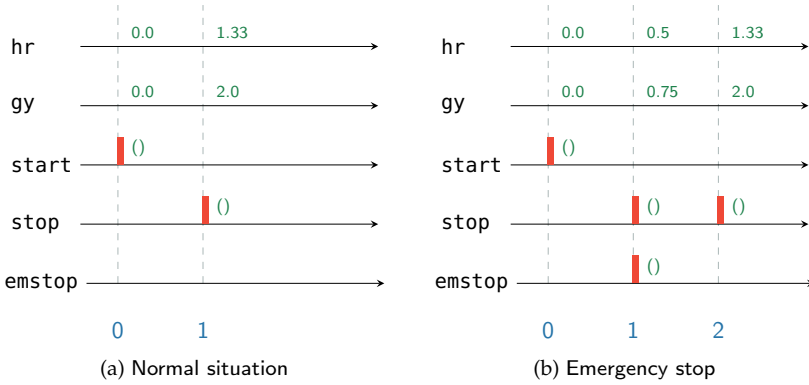 hr 0.0 1.33
gy 0.0 2.0
start ()
stop ()
emstop
0 1
(a) Normal situation
hr 0.0 0.5 1.33
gy 0.0 0.75 2.0
start ()
stop () ()
emstop ()
0 1 2
(b) Emergency stop